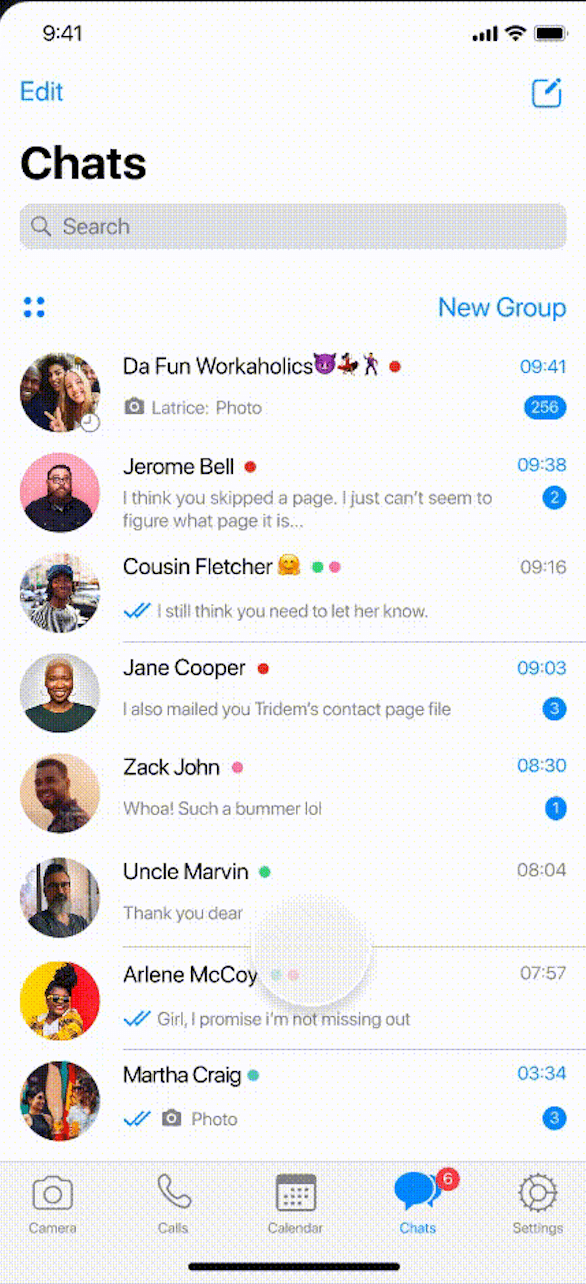 9:41
Edit
Chats
Search
New Group
Da Fun Workaholics😈💃🕺 09:41
Latrice: Photo 256
Jerome Bell 09:38
I think you skipped a page. I just can’t seem to 2
figure what page it is...
Cousin Fletcher 🤗 09:16
I still think you need to let her know.
Jane Cooper 09:03
I also mailed you Tridem’s contact page file 3
Zack John 08:30
Whoa! Such a bummer lol 1
Uncle Marvin 08:04
Thank you dear
Arlene McCoy 07:57
Girl, I promise i’m not missing out
Martha Craig 03:34
Photo 3
6
Camera Calls Calendar Chats Settings